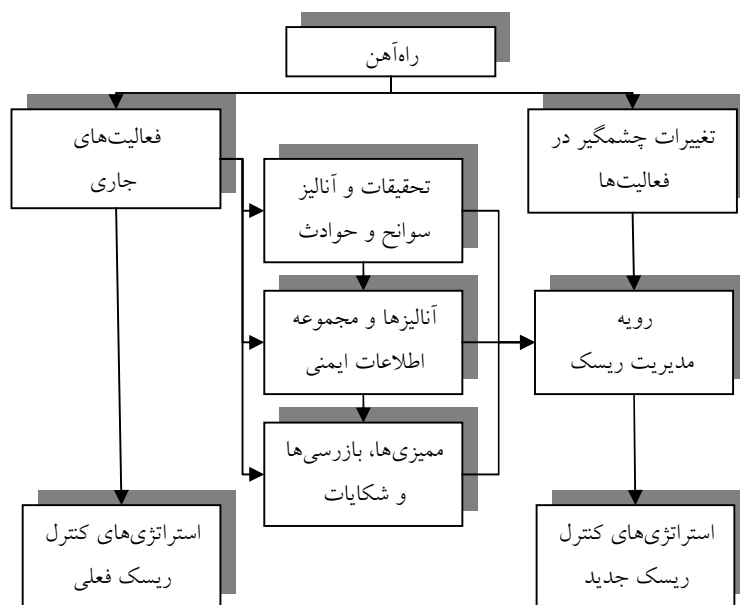 راه‌آهن
تغییرات چشمگیر در
فعالیت‌ها
فعالیت‌های
جاری
تحقیقات و آنالیز
سوانح و حوادث
آنالیزها و مجموعه
اطلاعات ایمنی
رویه
مدیریت ریسک
ممیزی‌ها، بازرسی‌ها
و شکایات
استراتژی‌های کنترل
ریسک جدید
استراتژی‌های کنترل
ریسک فعلی